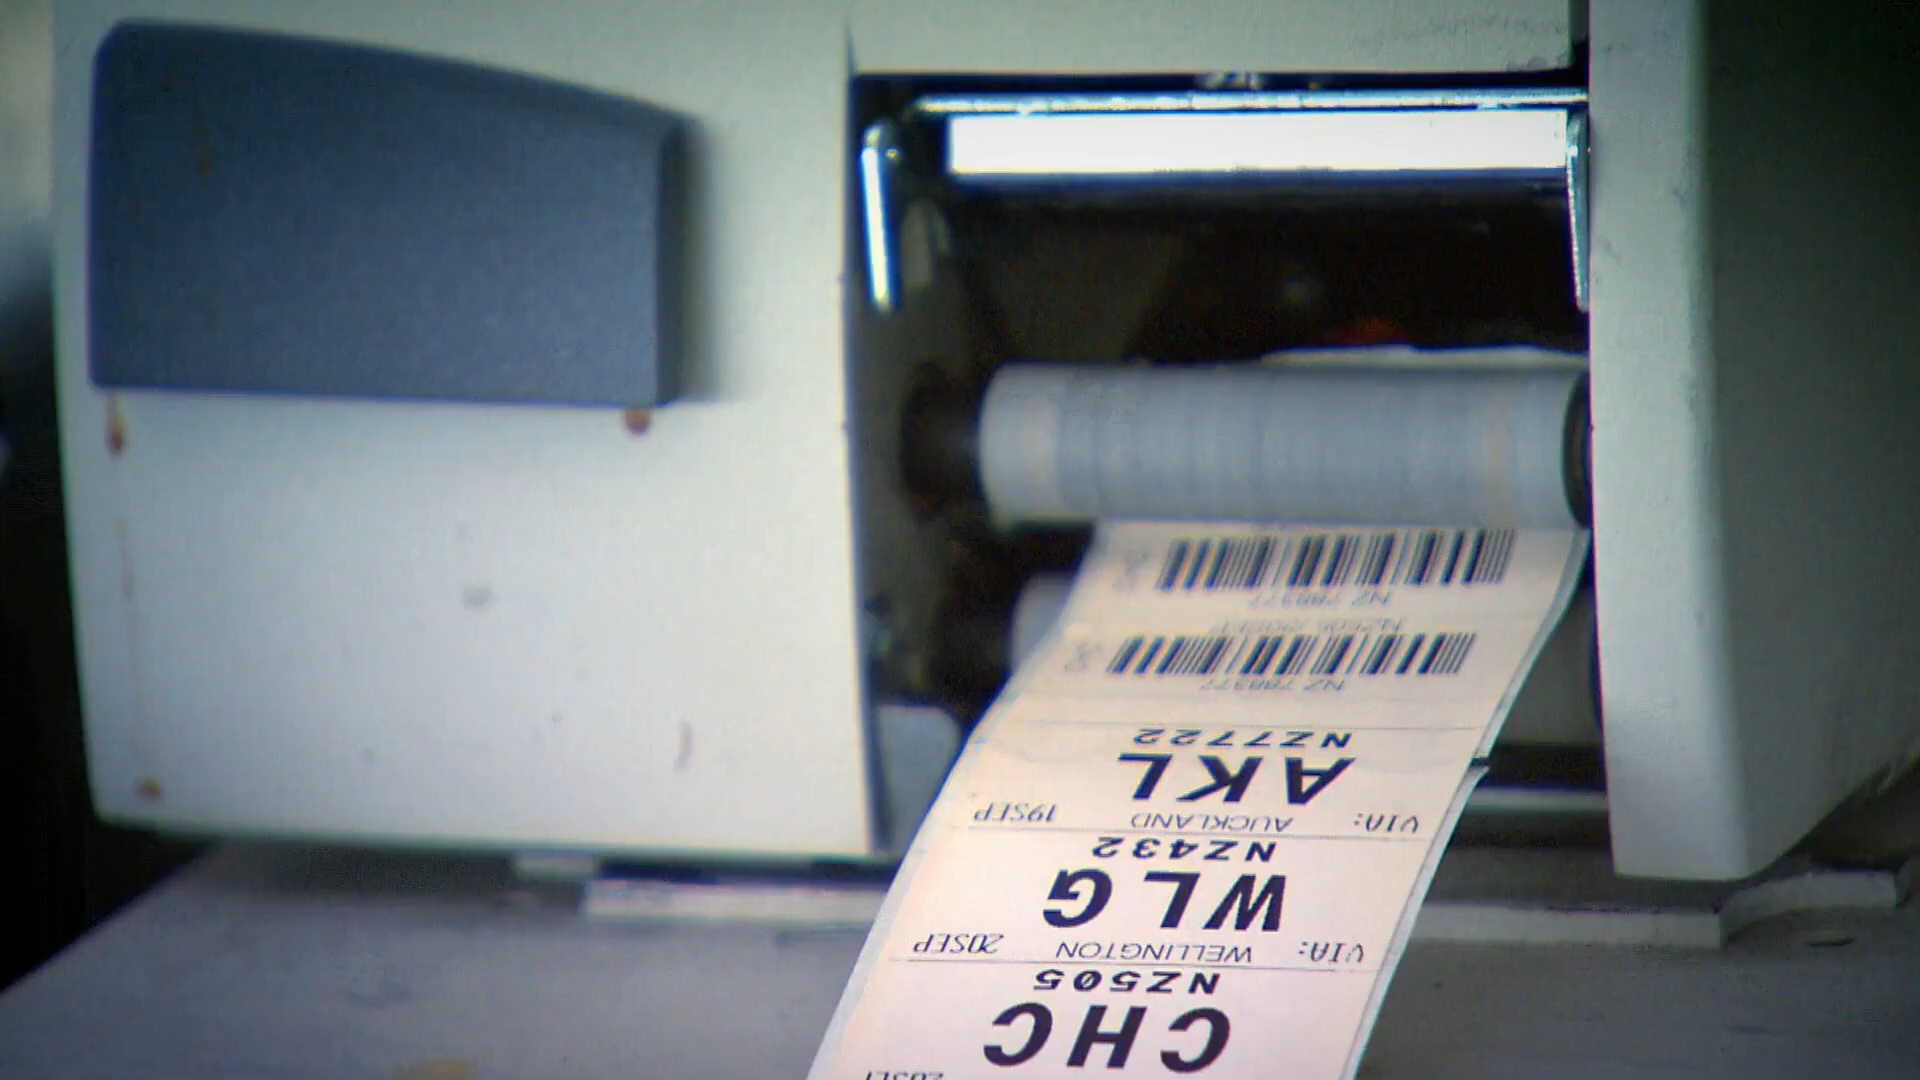 CHC
NZ505
VIA: WELLINGTON 20SEP
WLG
NZ432
VIA: AUCKLAND 19SEP
AKL
NZ7722
NZ 788377
NZ 788377